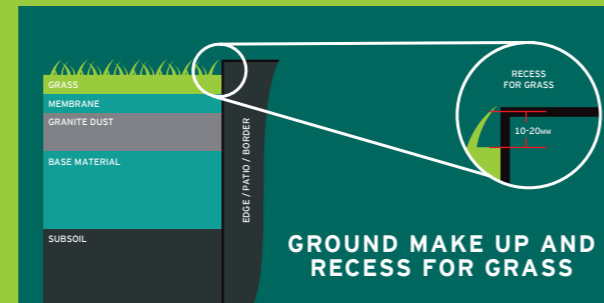 GRASS
MEMBRANE
GRANITE DUST
BASE MATERIAL
SUBSOIL
EDGE / PATIO / BORDER
RECESS
FOR GRASS
10-20MM
GROUND MAKE UP AND
RECESS FOR GRASS